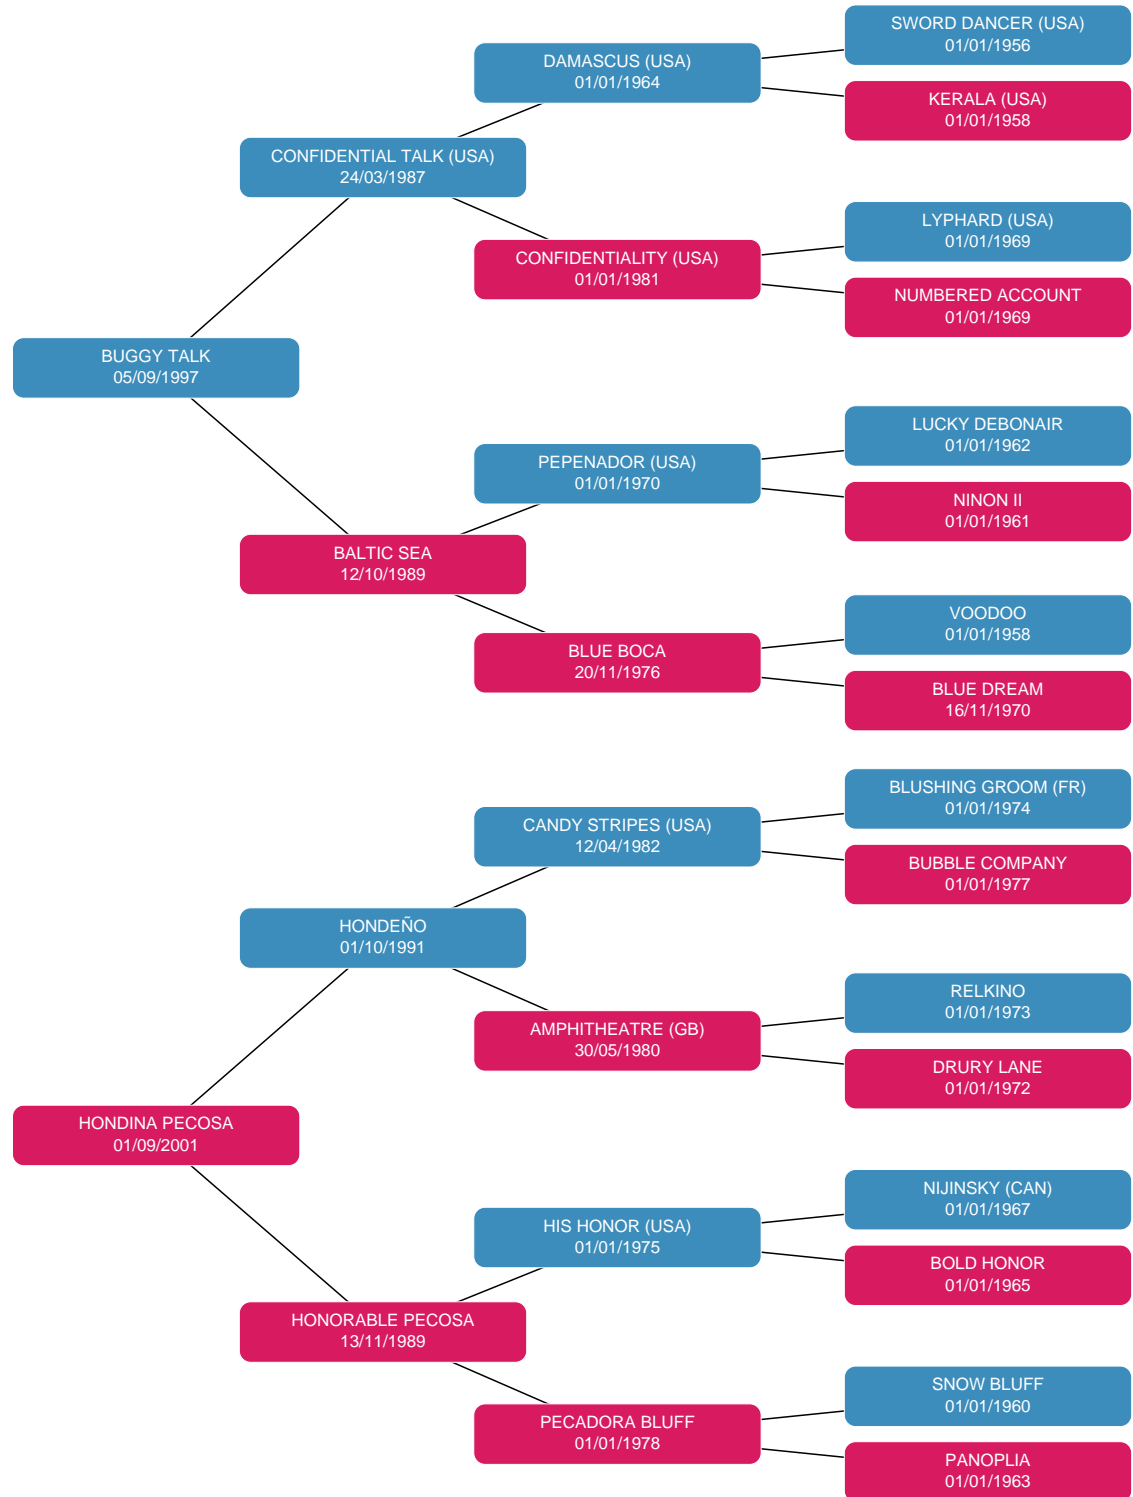 SWORD DANCER (USA)
01/01/1956
DAMASCUS (USA)
01/01/1964
KERALA (USA)
01/01/1958
CONFIDENTIAL TALK (USA)
24/03/1987
LYPHARD (USA)
01/01/1969
CONFIDENTIALITY (USA)
01/01/1981
NUMBERED ACCOUNT
01/01/1969
BUGGY TALK
05/09/1997
LUCKY DEBONAIR
01/01/1962
PEPENADOR (USA)
01/01/1970
NINON II
01/01/1961
BALTIC SEA
12/10/1989
VOODOO
01/01/1958
BLUE BOCA
20/11/1976
BLUE DREAM
16/11/1970
BLUSHING GROOM (FR)
01/01/1974
CANDY STRIPES (USA)
12/04/1982
BUBBLE COMPANY
01/01/1977
HONDEÑO
01/10/1991
RELKINO
01/01/1973
AMPHITHEATRE (GB)
30/05/1980
DRURY LANE
01/01/1972
HONDINA PECOSA
01/09/2001
NIJINSKY (CAN)
01/01/1967
HIS HONOR (USA)
01/01/1975
BOLD HONOR
01/01/1965
HONORABLE PECOSA
13/11/1989
SNOW BLUFF
01/01/1960
PECADORA BLUFF
01/01/1978
PANOPLIA
01/01/1963